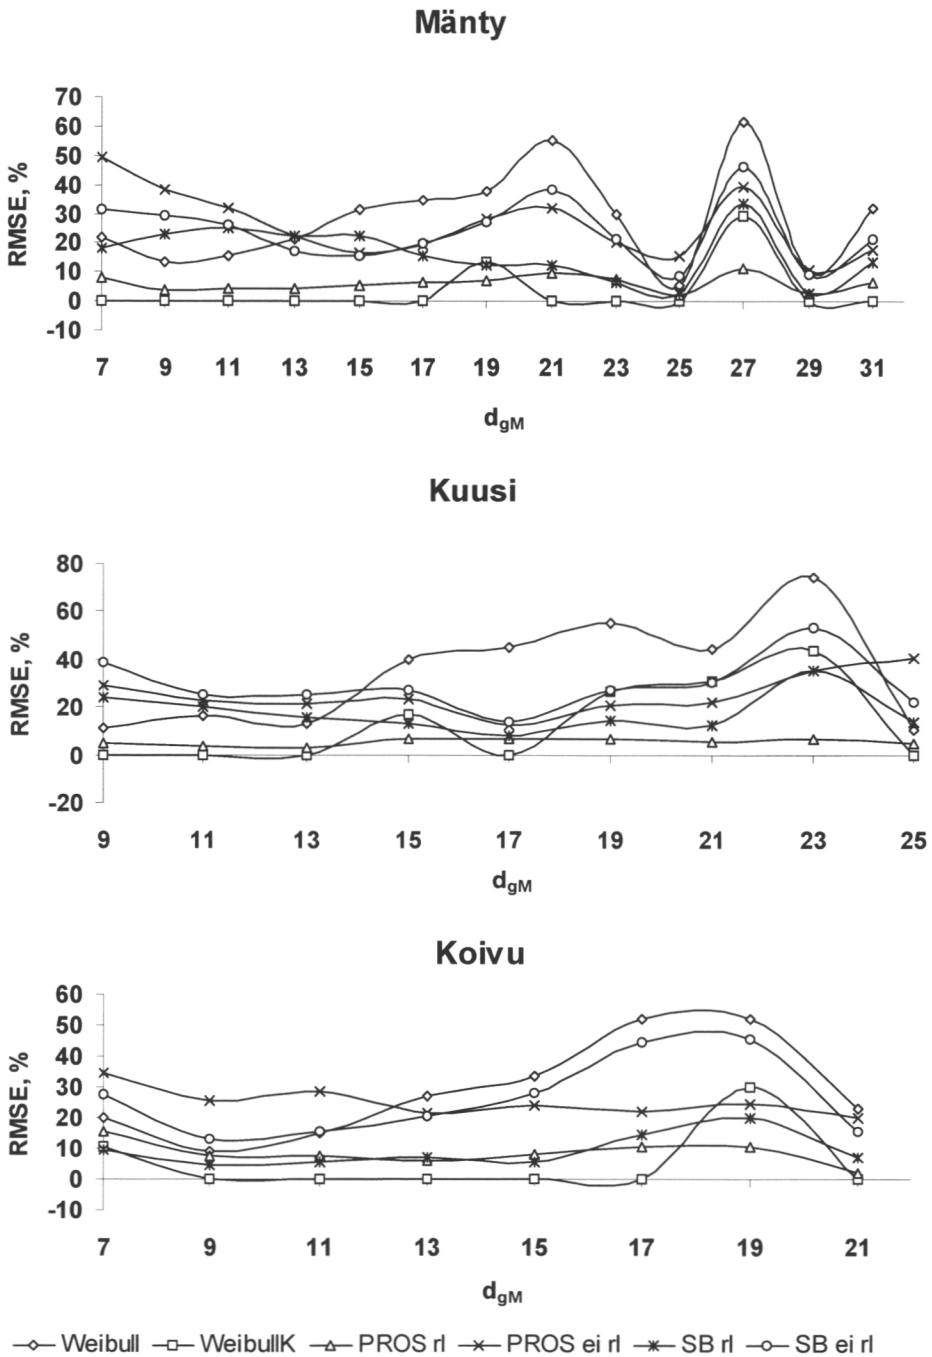 Mänty
70
60
50
40
30
20
10
0
-10
RMSE, %
7 9 11 13 15 17 19 21 23 25 27 29 31
dgM
Kuusi
80
60
40
20
0
-20
RMSE, %
9 11 13 15 17 19 21 23 25
dgM
Koivu
60
50
40
30
20
10
0
-10
RMSE, %
7 9 11 13 15 17 19 21
dgM
Weibull WeibullK PROS rl PROS ei rl SB rl SB ei rl